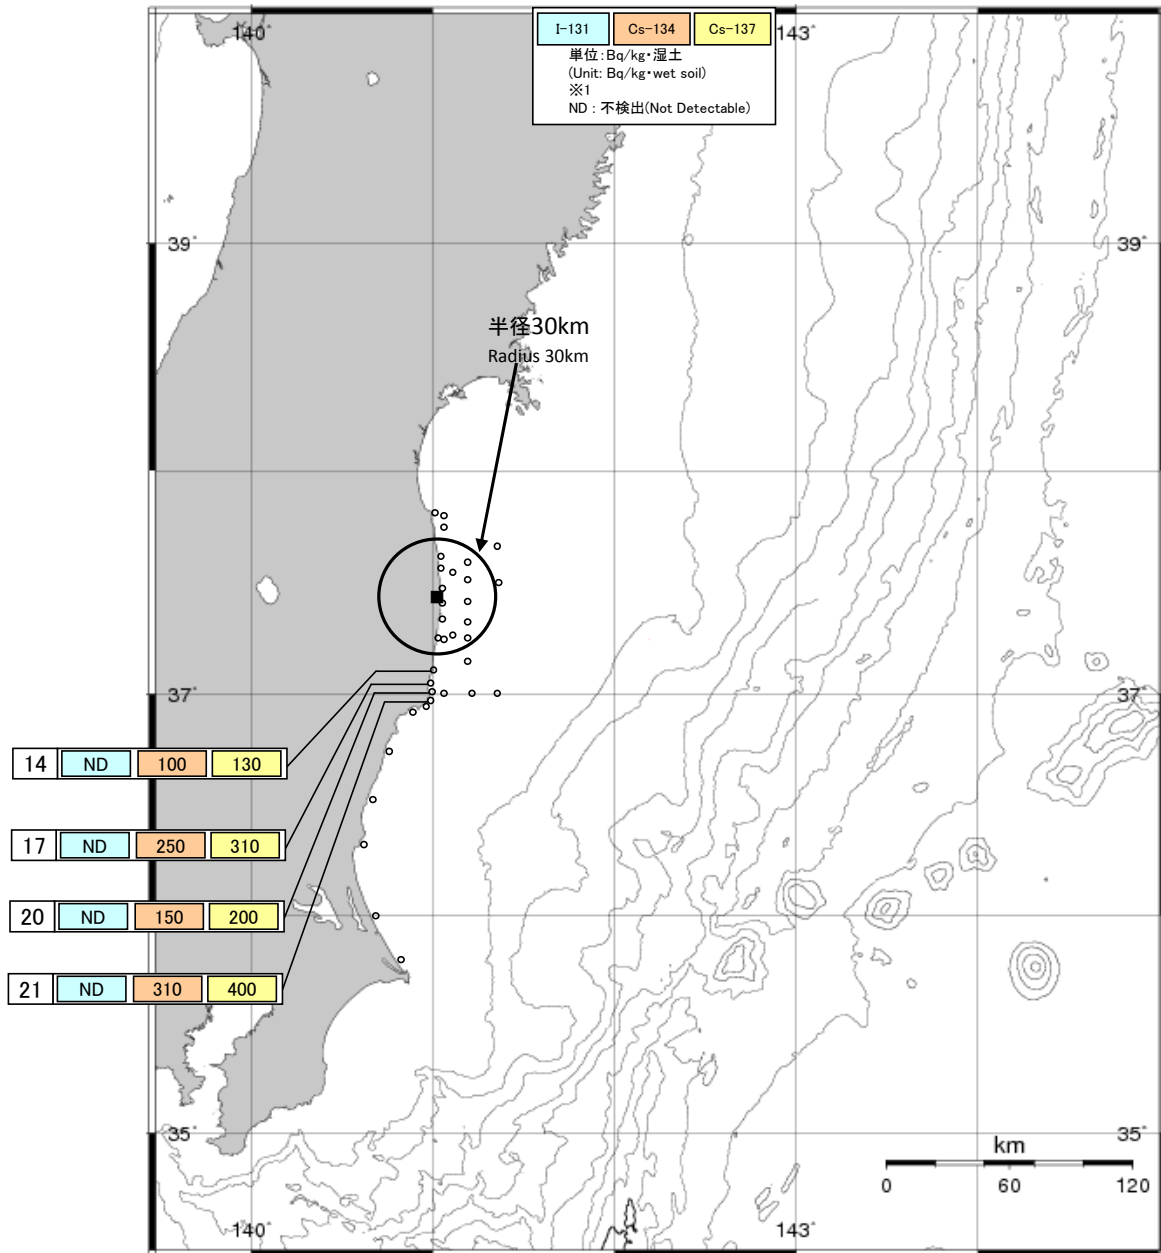 140°
I-131 Cs-134 Cs-137
143°
単位:Bq/kg・湿土
(Unit: Bq/kg・wet soil)
※1
ND : 不検出(Not Detectable)
39°
39°
半径30km
Radius 30km
37°
37°
14 ND 100 130
17 ND 250 310
20 ND 150 200
21 ND 310 400
35°
35°
km
0 60 120
140°
143°